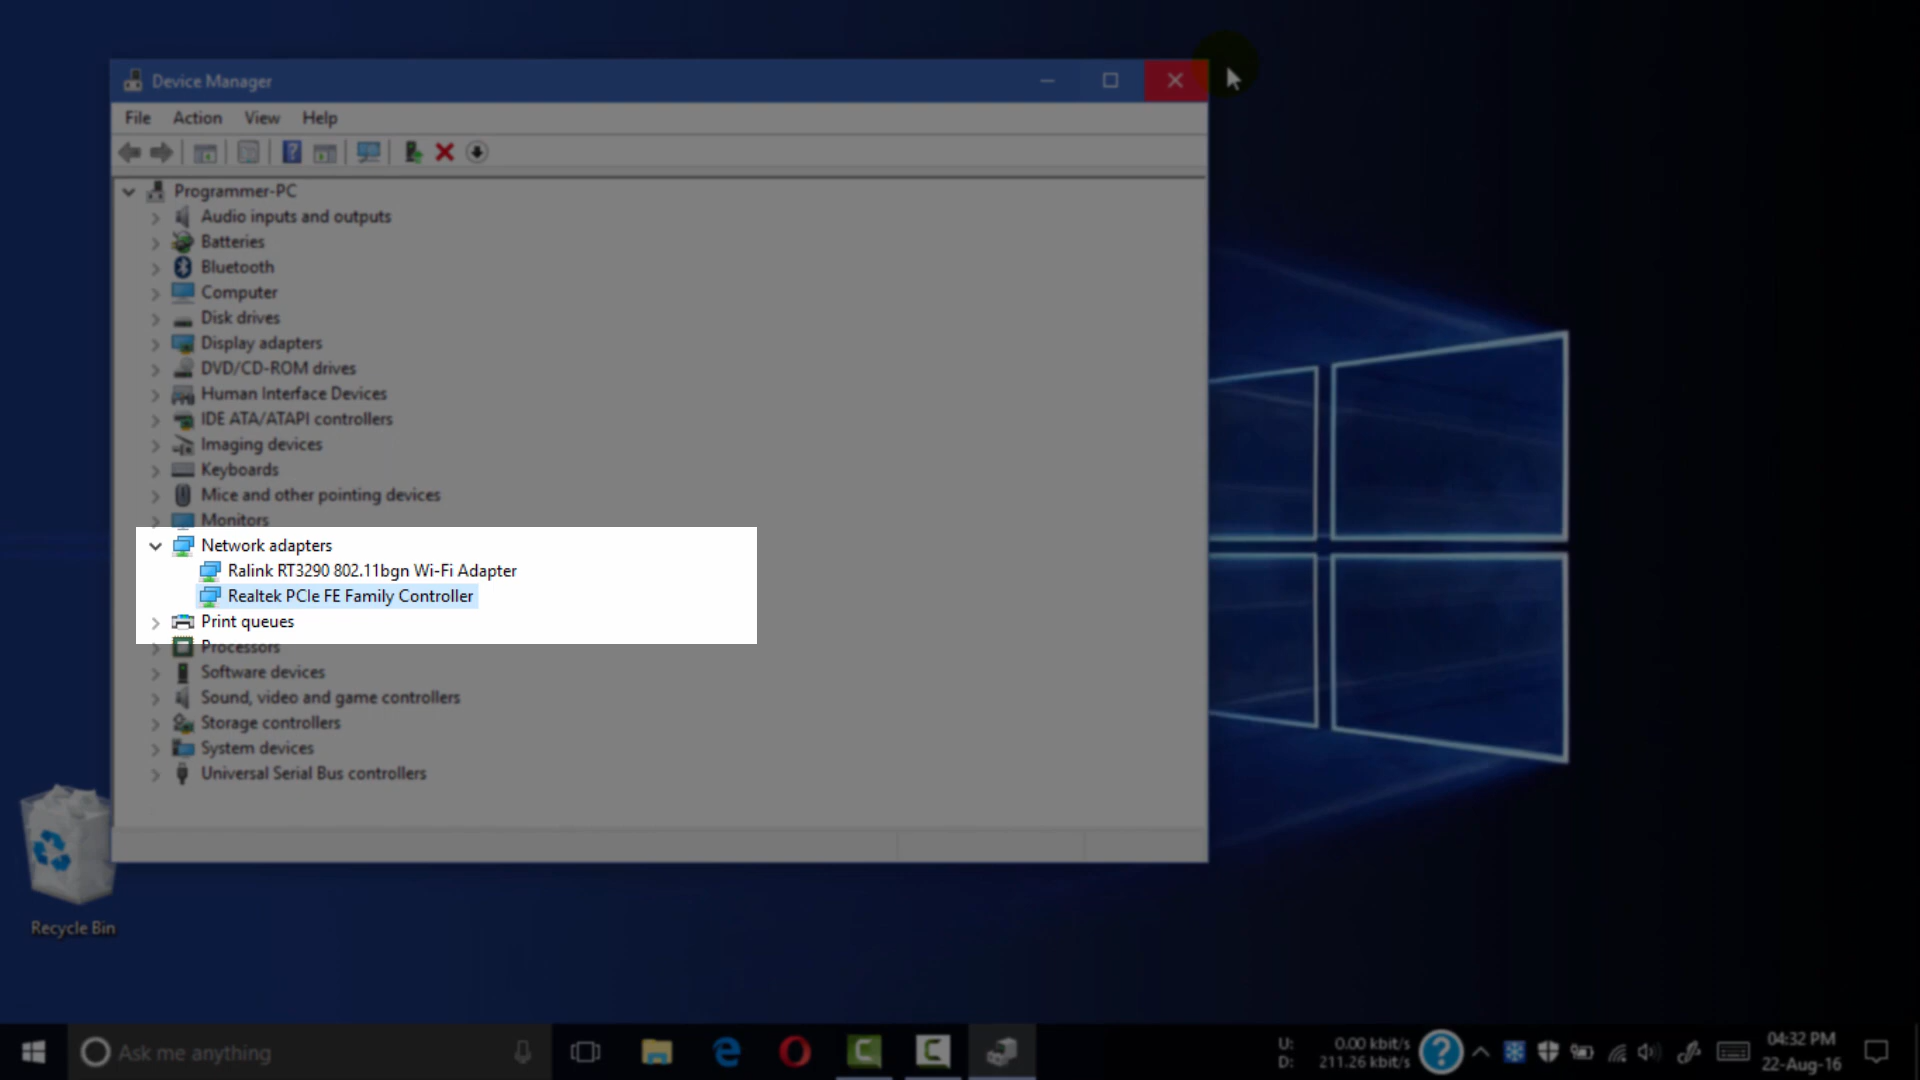 Device Manager
File Action View Help
Programmer-PC
Audio inputs and outputs
Batteries
Bluetooth
Computer
Disk drives
Display adapters
DVD/CD-ROM drives
Human Interface Devices
IDE ATA/ATAPI controllers
Imaging devices
Keyboards
Mice and other pointing devices
Monitors
Network adapters
Ralink RT3290 802.11bgn Wi-Fi Adapter
Realtek PCIe FE Family Controller
Print queues
Processors
Software devices
Sound, video and game controllers
Storage controllers
System devices
Universal Serial Bus controllers
Recycle Bin
Ask me anything
U: 0.00 kbit/s
D: 211.26 kbit/s
04:32 PM
22-Aug-16